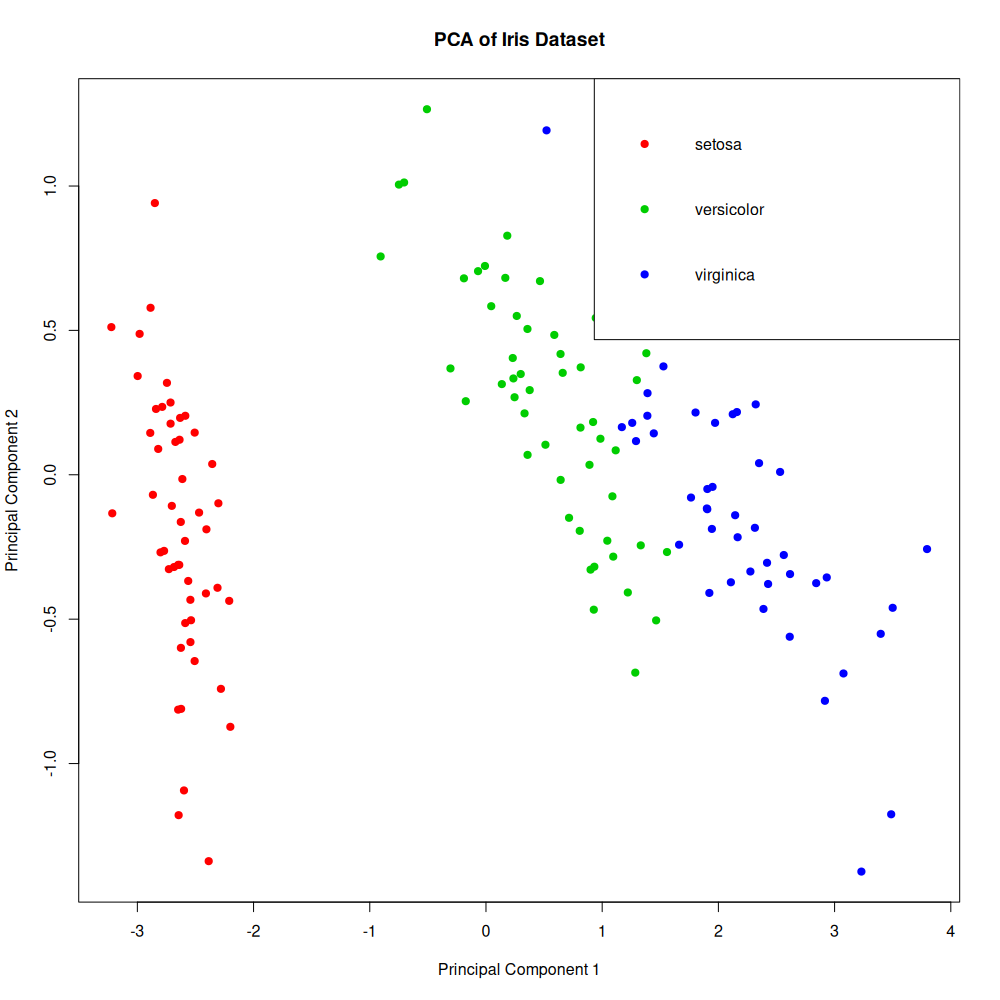 PCA of Iris Dataset
setosa
versicolor
virginica
Principal Component 2
1.0
0.5
0.0
-0.5
-1.0
-3 -2 -1 0 1 2 3 4
Principal Component 1